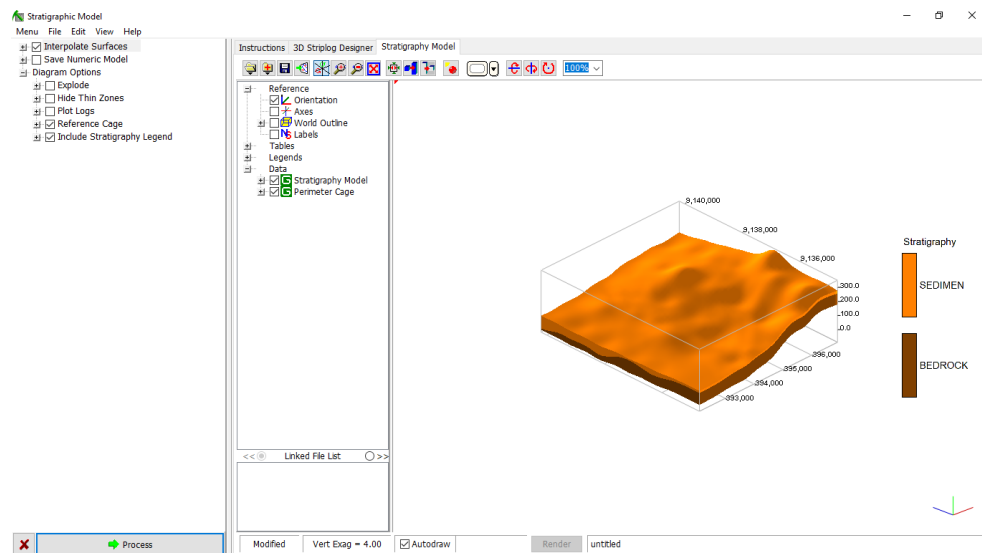 Stratigraphic Model
Menu File Edit View Help
Interpolate Surfaces
Save Numeric Model
Diagram Options
Explode
Hide Thin Zones
Plot Logs
Reference Cage
Include Stratigraphy Legend
Process
Instructions 3D Striplog Designer Stratigraphy Model
100%
Reference
Orientation
Axes
World Outline
Labels
Tables
Legends
Data
Stratigraphy Model
Perimeter Cage
<< Linked File List >>
9,140,000
9,138,000
9,136,000
300.0
200.0
100.0
0.0
396,000
395,000
394,000
393,000
Stratigraphy
SEDIMEN
BEDROCK
Modified Vert Exag = 4.00 Autodraw Render untitled